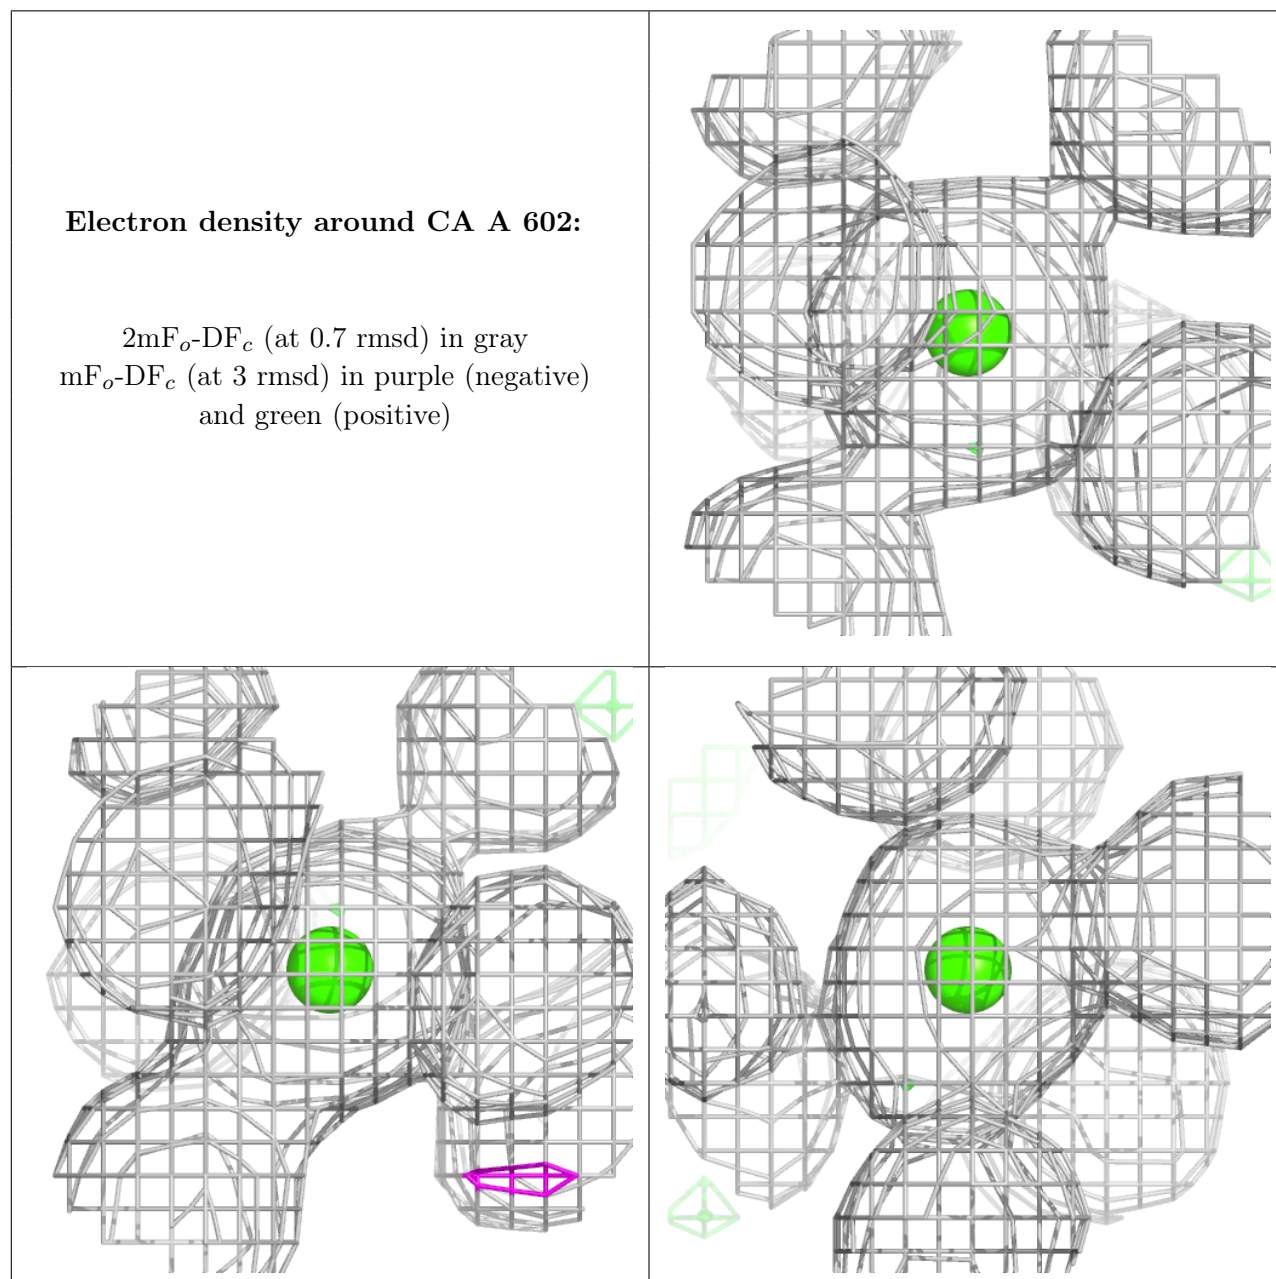 Electron density around CA A 602:
2mFo-DFc (at 0.7 rmsd) in gray
mFo-DFc (at 3 rmsd) in purple (negative)
and green (positive)